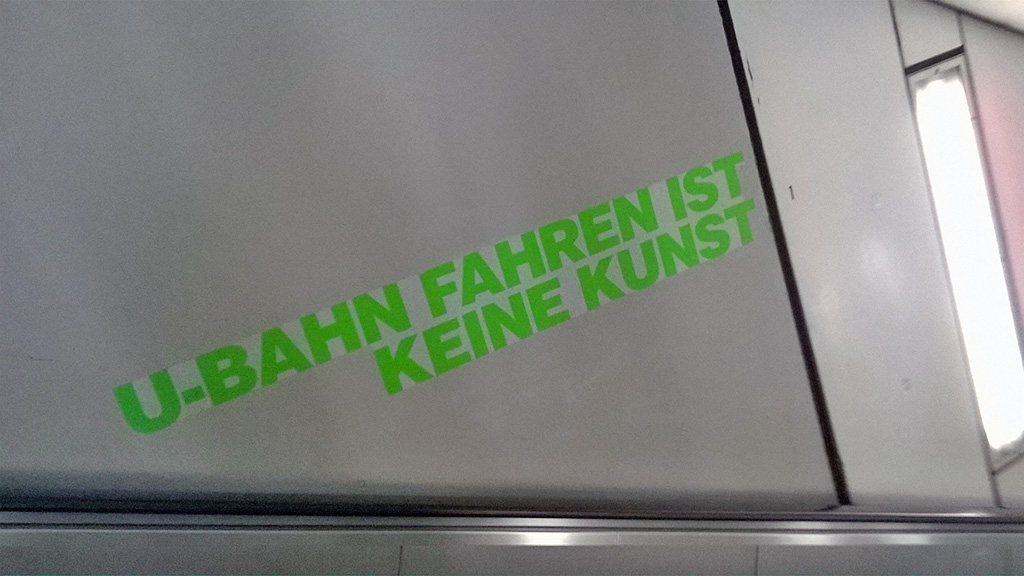 U-BAHN FAHREN IST
KEINE KUNST